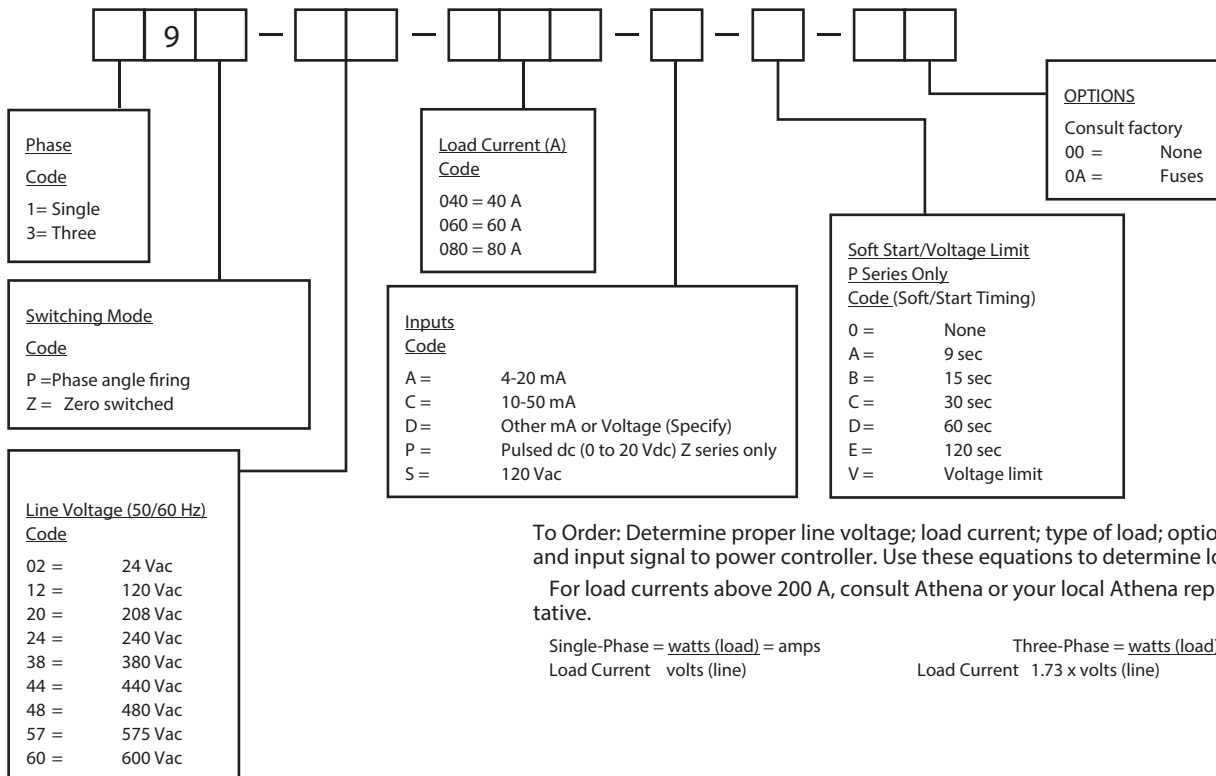 9
Phase
Code
1= Single
3= Three
Switching Mode
Code
P =Phase angle firing
Z = Zero switched
Line Voltage (50/60 Hz)
Code
02 = 24 Vac
12 = 120 Vac
20 = 208 Vac
24 = 240 Vac
38 = 380 Vac
44 = 440 Vac
48 = 480 Vac
57 = 575 Vac
60 = 600 Vac
Load Current (A)
Code
040 = 40 A
060 = 60 A
080 = 80 A
Inputs
Code
A = 4-20 mA
C = 10-50 mA
D = Other mA or Voltage (Specify)
P = Pulsed dc (0 to 20 Vdc) Z series only
S = 120 Vac
Soft Start/Voltage Limit
P Series Only
Code (Soft/Start Timing)
0 = None
A = 9 sec
B = 15 sec
C = 30 sec
D = 60 sec
E = 120 sec
V = Voltage limit
OPTIONS
Consult factory
00 = None
0A = Fuses
To Order: Determine proper line voltage; load current; type of load; optio
and input signal to power controller. Use these equations to determine lo
For load currents above 200 A, consult Athena or your local Athena rep
tative.
Single-Phase = watts (load) = amps
Load Current volts (line)
Three-Phase = watts (load)
Load Current 1.73 x volts (line)